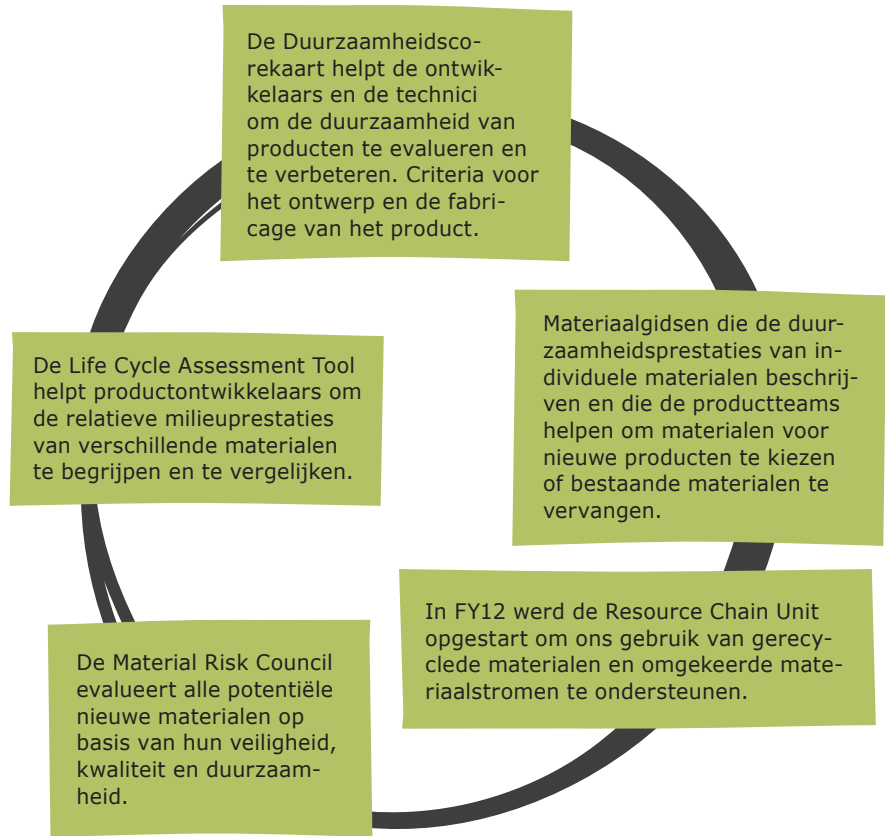 De Duurzaamheidsco-
rekaart helpt de ontwik-
kelaars en de technici
om de duurzaamheid van
producten te evalueren en
te verbeteren. Criteria voor
het ontwerp en de fabri-
cage van het product.
Materiaalgidsen die de duur-
zaamheidsprestaties van in-
dividuele materialen beschrij-
ven en die de productteams
helpen om materialen voor
nieuwe producten te kiezen
of bestaande materialen te
vervangen.
In FY12 werd de Resource Chain Unit
opgestart om ons gebruik van gerecy-
clede materialen en omgekeerde mate-
riaalstromen te ondersteunen.
De Material Risk Council
evalueert alle potentiële
nieuwe materialen op
basis van hun veiligheid,
kwaliteit en duurzaam-
heid.
De Life Cycle Assessment Tool
helpt productontwikkelaars om
de relatieve milieuprestaties
van verschillende materialen
te begrijpen en te vergelijken.